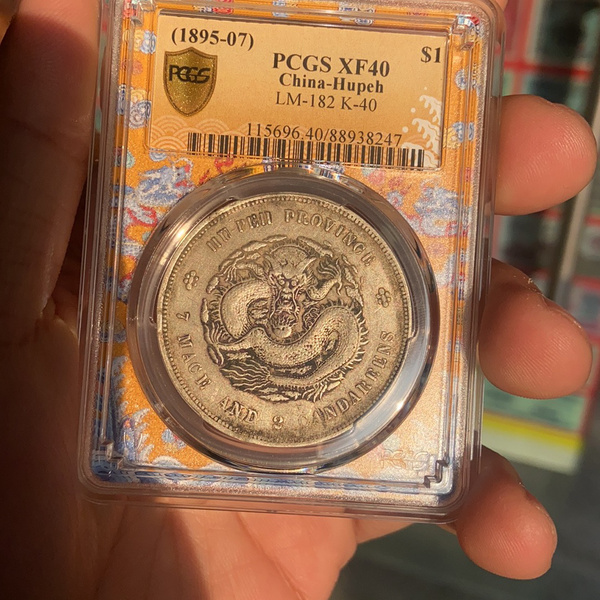 (1895-07)
$1
PCGS XF40
China-Hupeh
LM-182 K-40
PCGS
115696.40/88938247
HU-PEH PROVINCE
7 MACE AND 2 CANDAREENS